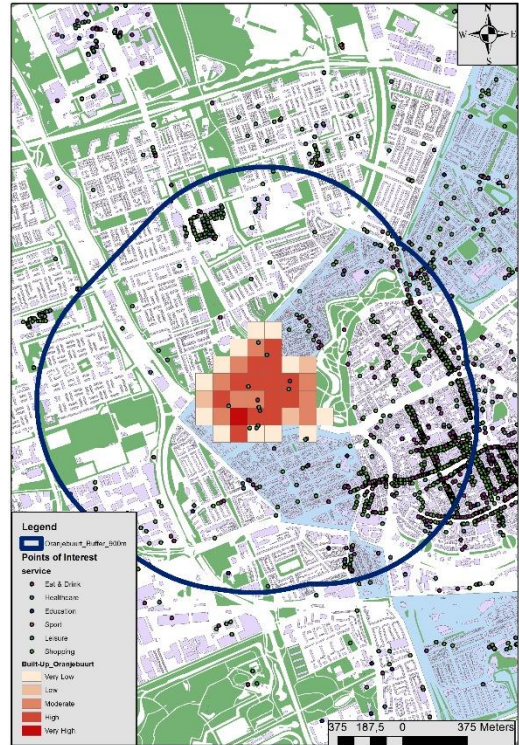 N
W E
S
Legend
Oranjebuurt_Buffer_900m
Points of Interest
service
Eat & Drink
Healthcare
Education
Sport
Leisure
Shopping
Built-Up_Oranjebuurt
Very Low
Low
Moderate
High
Very High
375 187,5 0 375 Meters